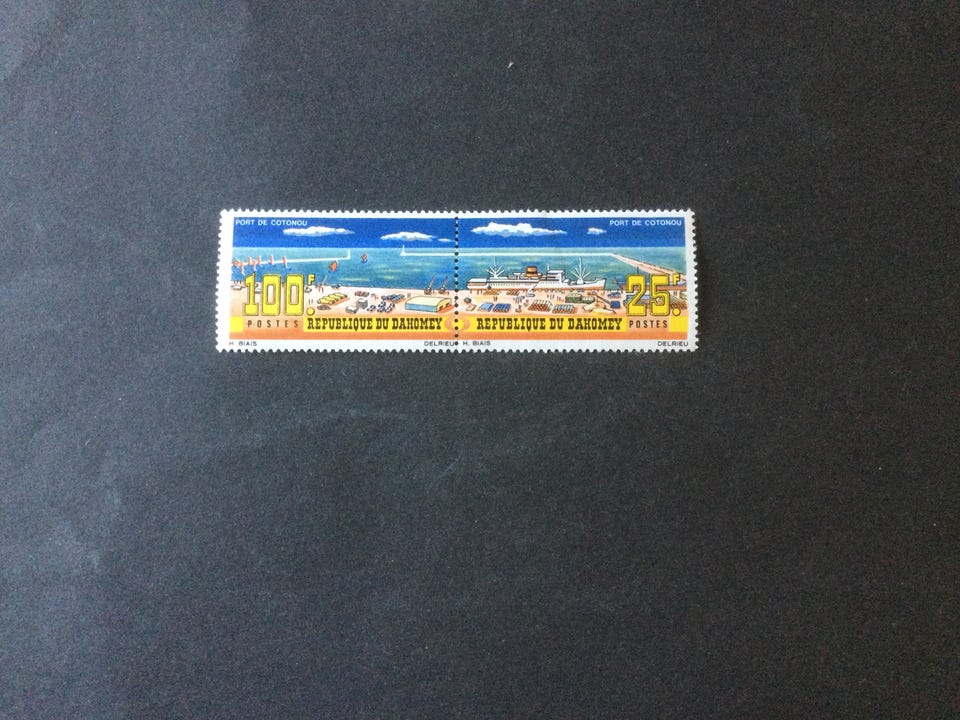 PORT DE COTONOU
100F.
POSTES REPUBLIQUE DU DAHOMEY
H. BIAIS DELRIEU
PORT DE COTONOU
25F.
REPUBLIQUE DU DAHOMEY POSTES
H. BIAIS DELRIEU